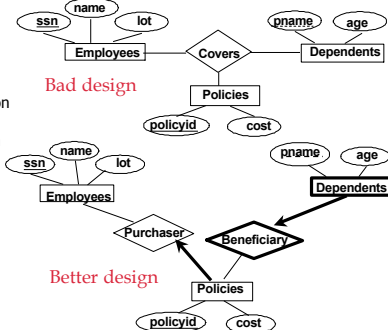 name
ssn lot
pname age
Employees Covers Dependents
Bad design
on
Policies
policyid cost
name
ssn lot
pname age
Employees Dependents
Purchaser Beneficiary
Better design
Policies
policyid cost